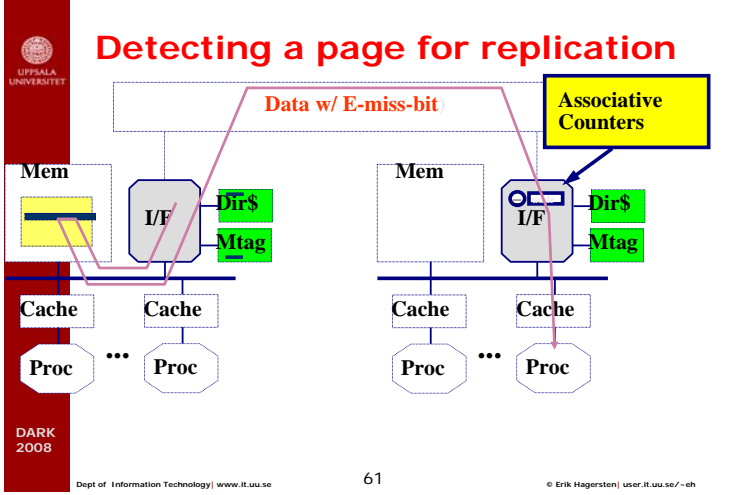 Detecting a page for replication
UPPSALA
UNIVERSITET
Data w/ E-miss-bit)
Associative
Counters
Mem
I/F
Dir$
Mtag
Mem
I/F
Dir$
Mtag
Cache
Cache
Cache
Cache
Proc
...
Proc
Proc
...
Proc
DARK
2008
Dept of Information Technology| www.it.uu.se
61
© Erik Hagersten| user.it.uu.se/~eh